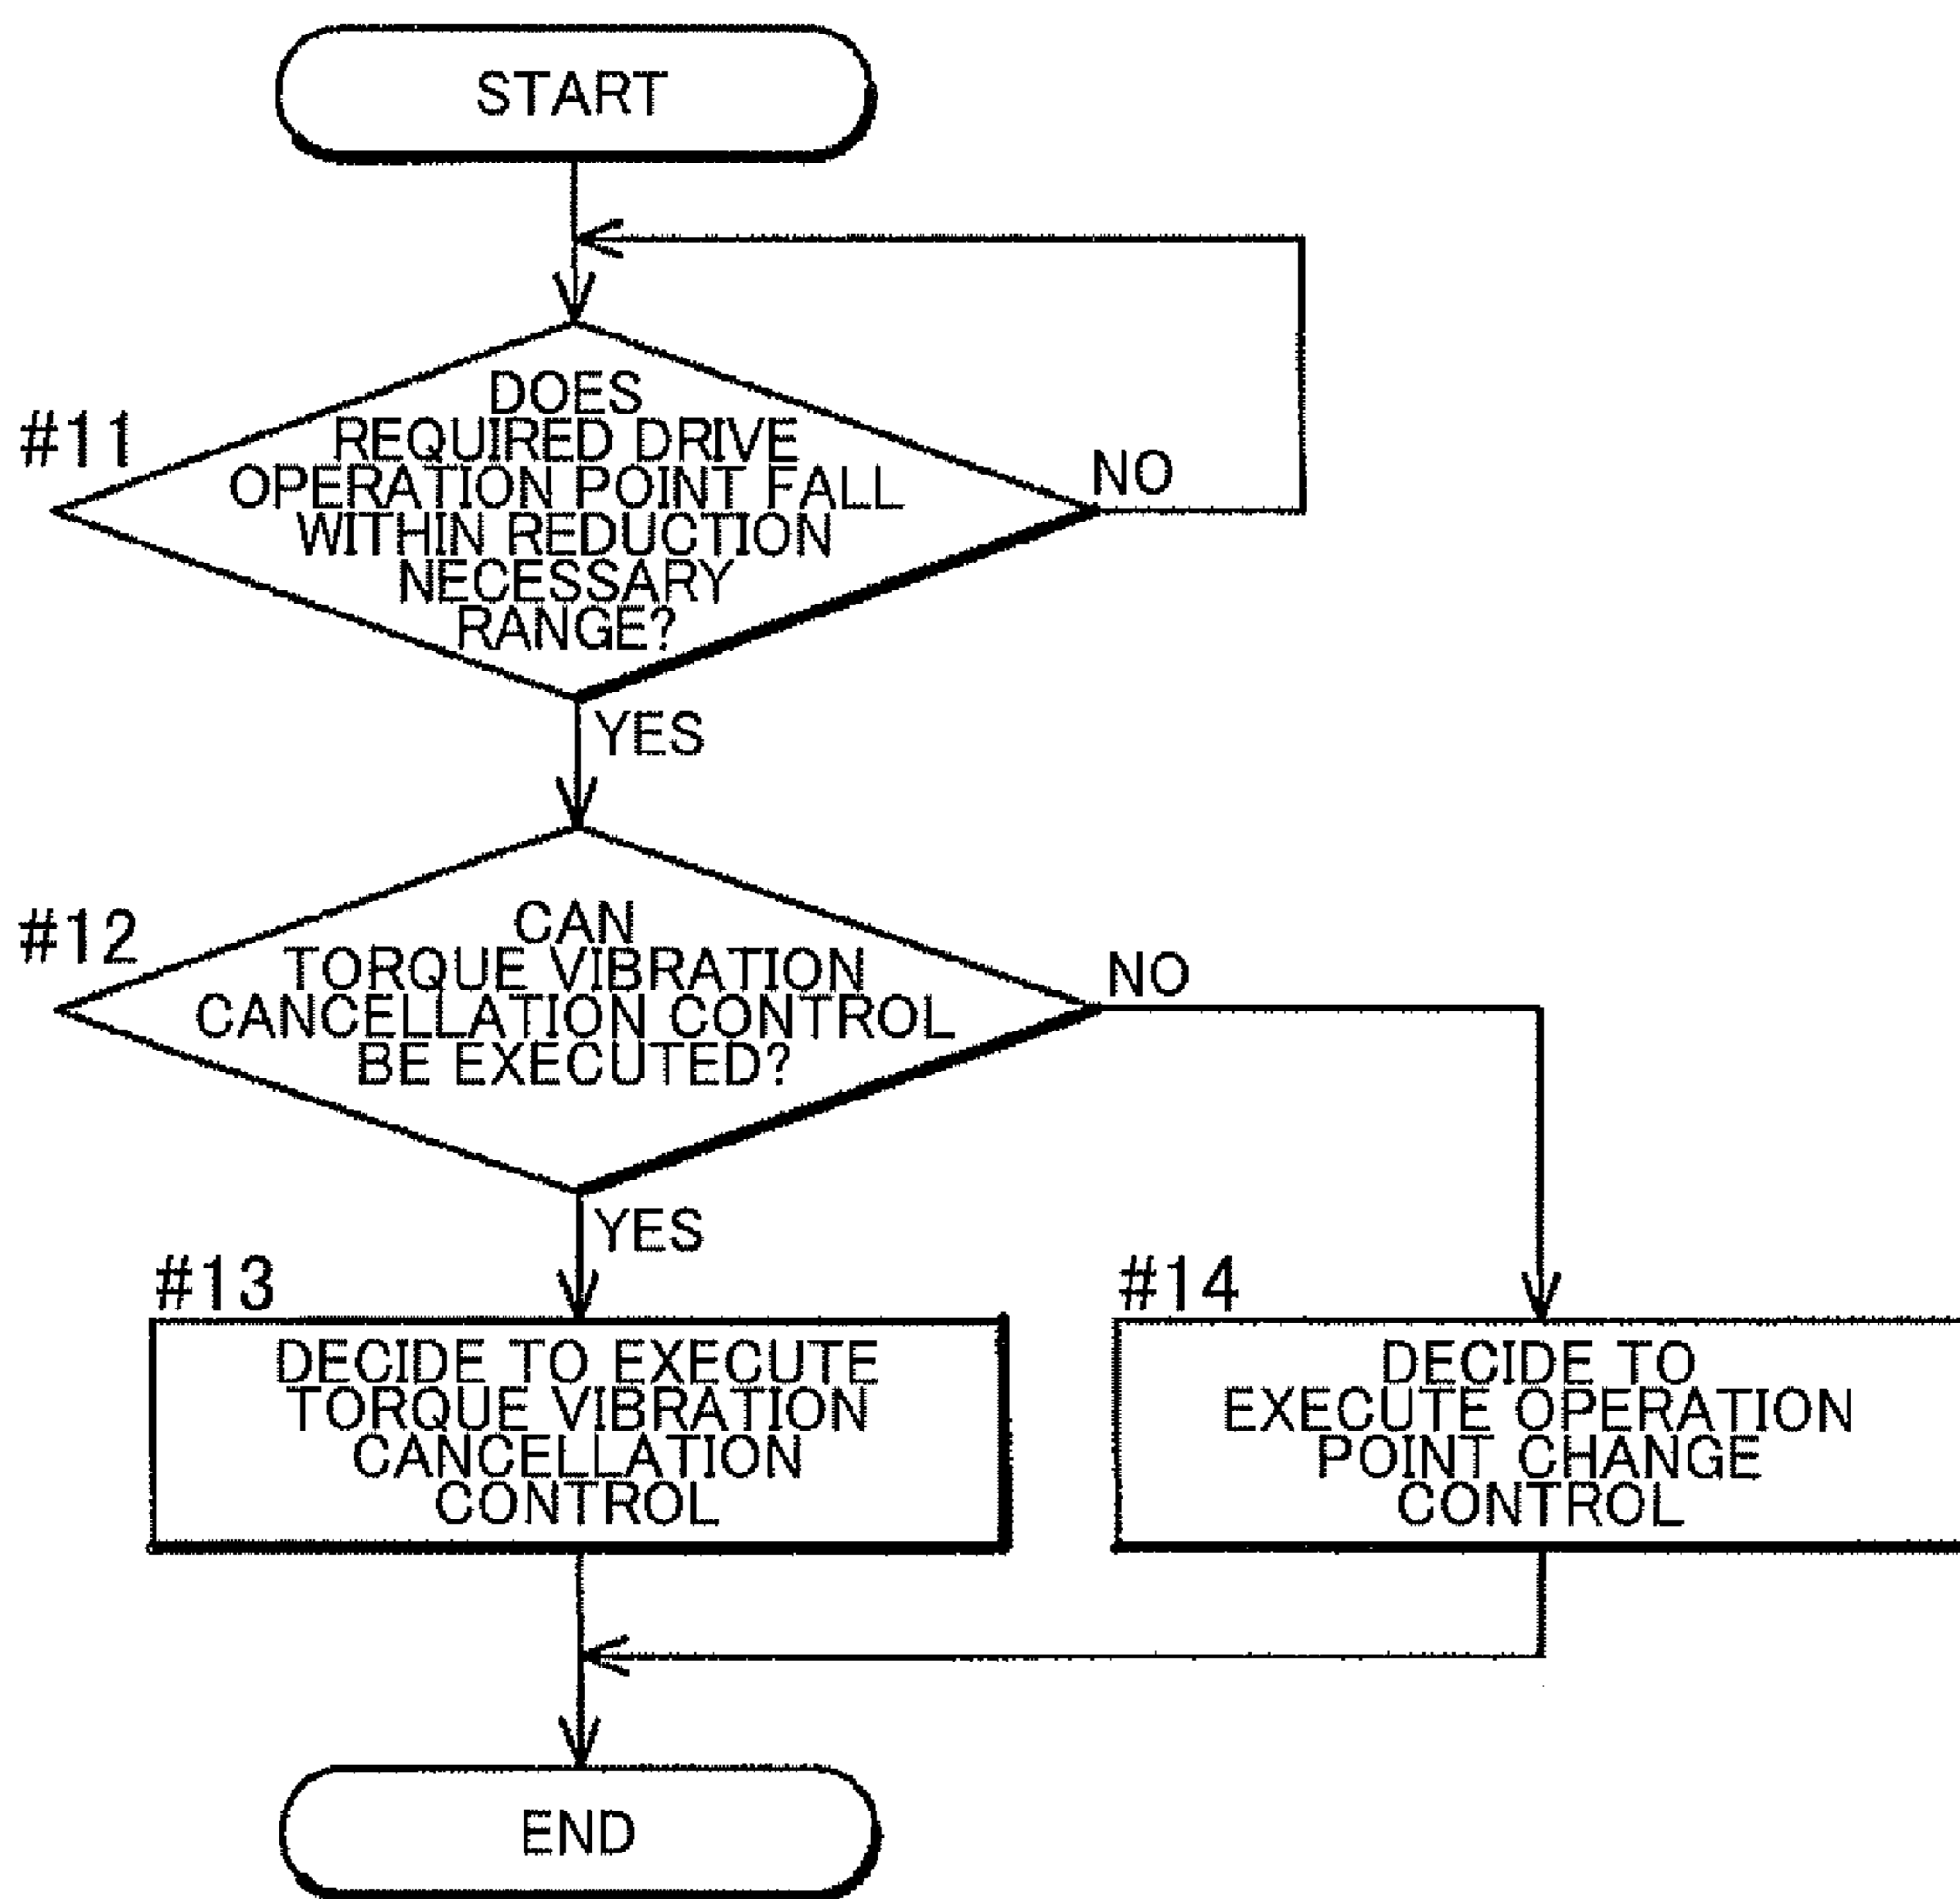 START
#11
DOES
REQUIRED DRIVE
OPERATION POINT FALL
WITHIN REDUCTION
NECESSARY
RANGE?
NO
YES
#12
CAN
TORQUE VIBRATION
CANCELLATION CONTROL
BE EXECUTED?
NO
YES
#13
DECIDE TO EXECUTE
TORQUE VIBRATION
CANCELLATION
CONTROL
#14
DECIDE TO
EXECUTE OPERATION
POINT CHANGE
CONTROL
END